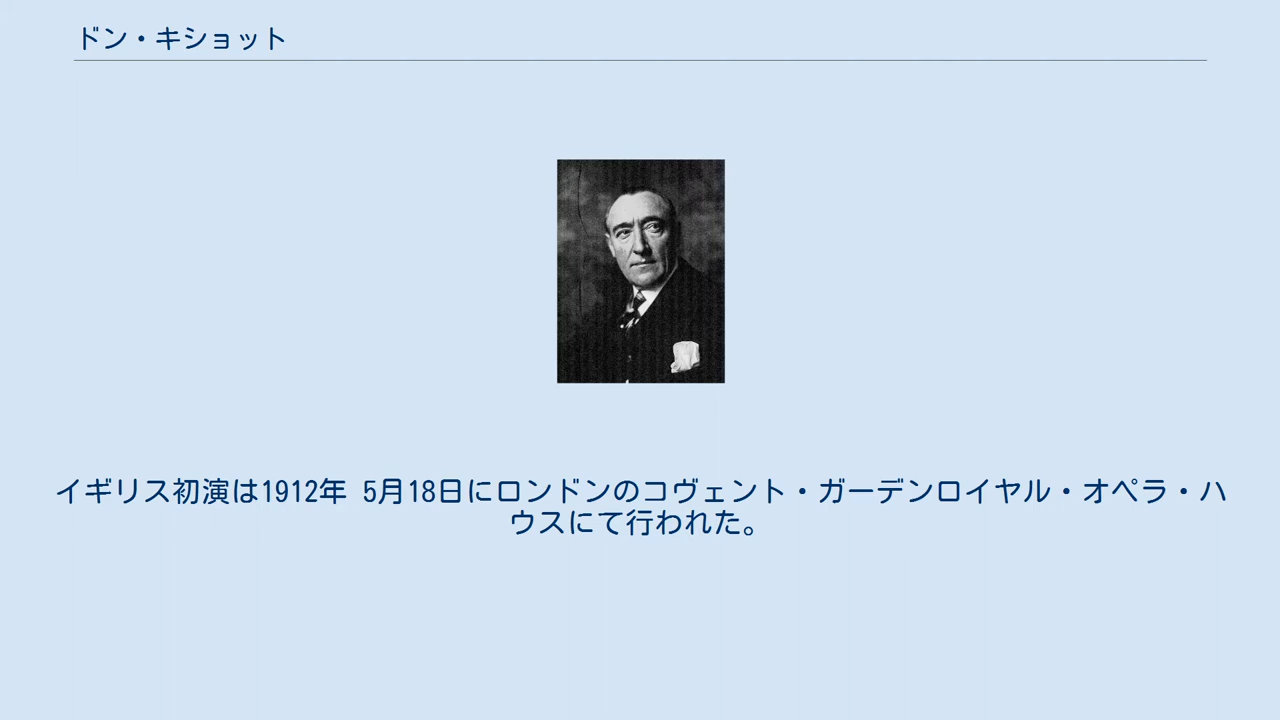 ドン・キショット
イギリス初演は1912年 5月18日にロンドンのコヴェント・ガーデンロイヤル・オペラ・ハ
ウスにて行われた。